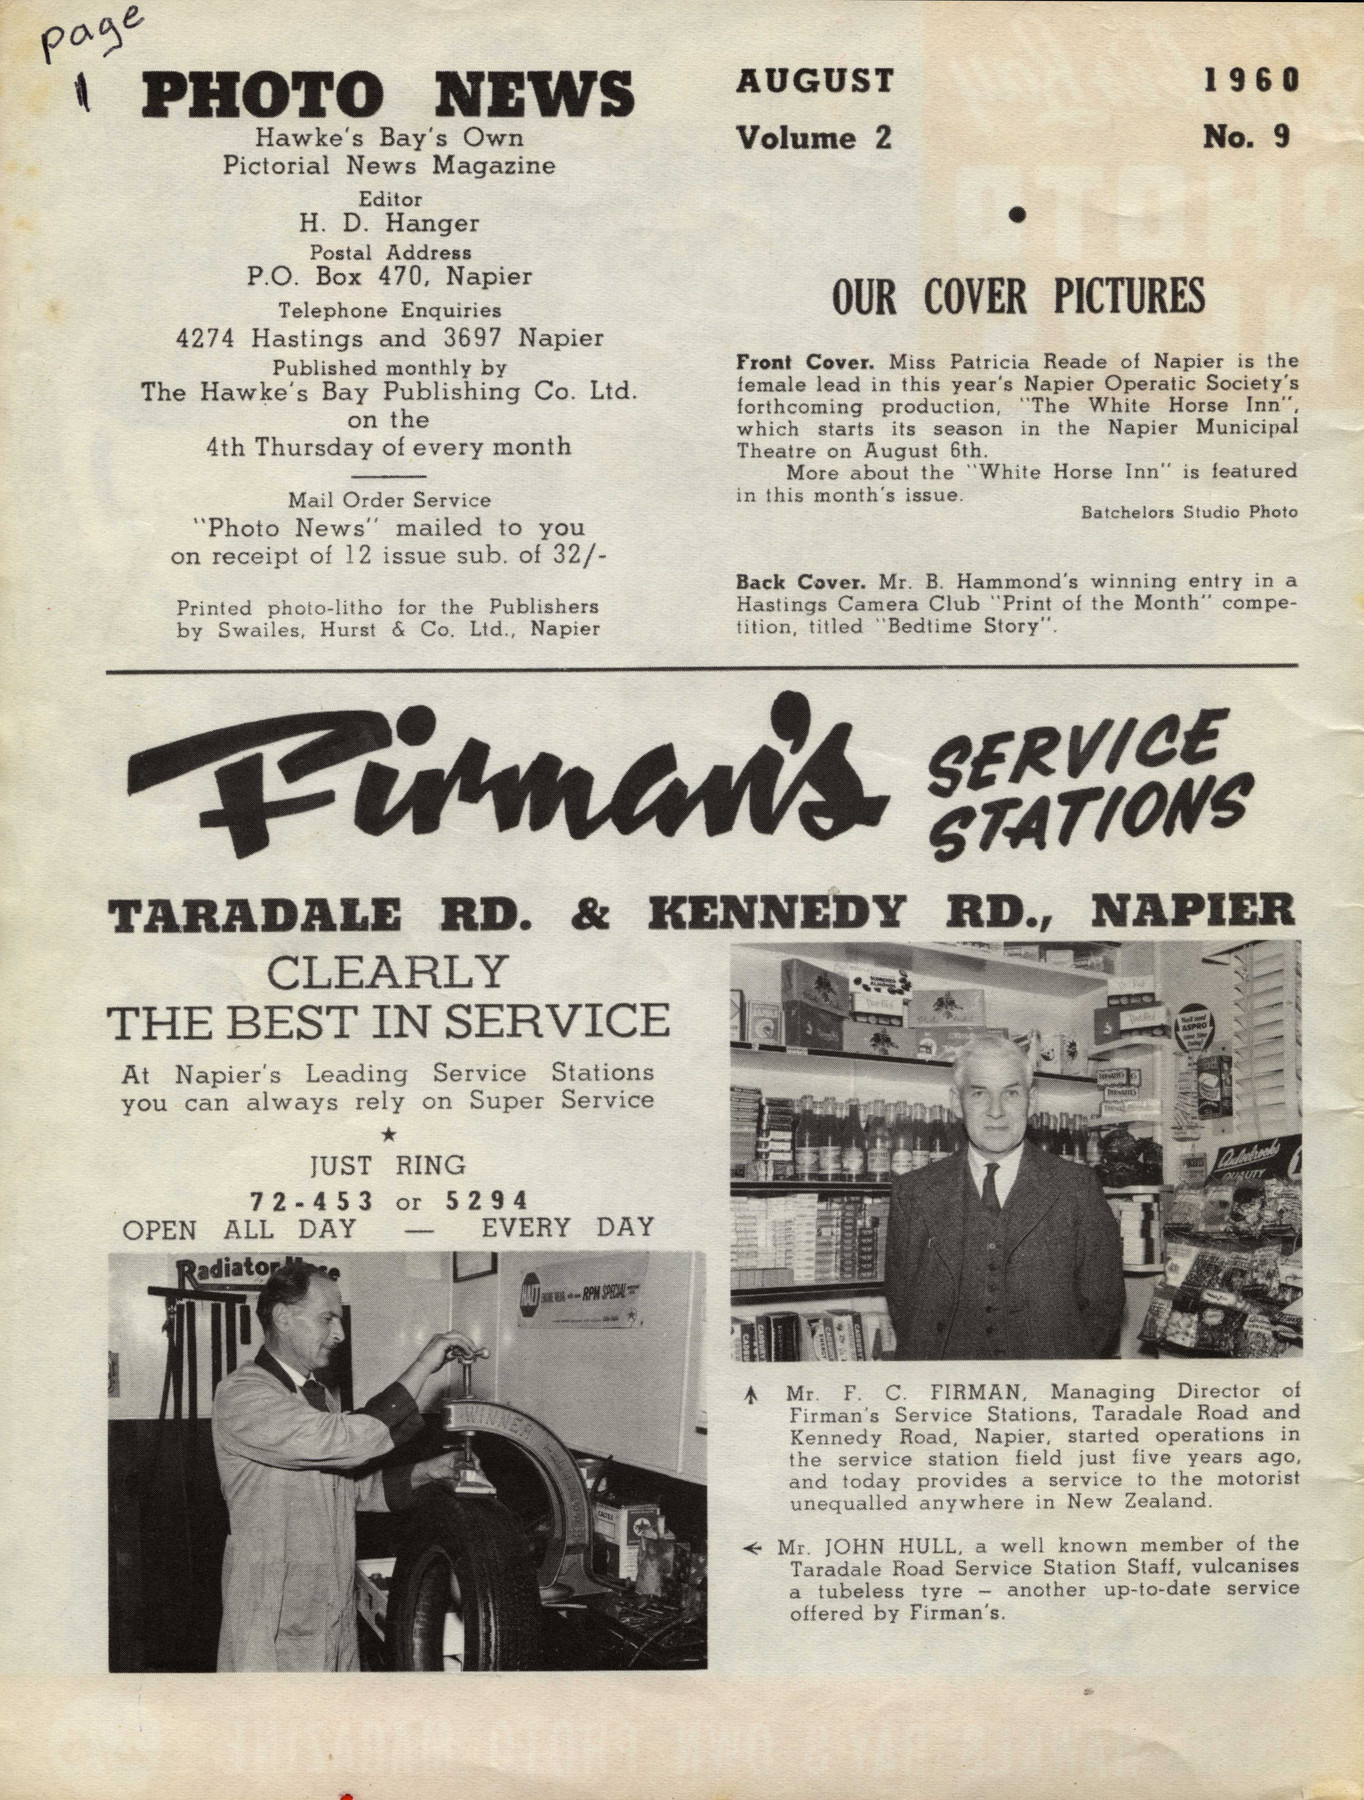 page
1
PHOTO NEWS
Hawke's Bay's Own
Pictorial News Magazine
Editor
H. D. Hanger
Postal Address
P.O. Box 470, Napier
Telephone Enquiries
4274 Hastings and 3697 Napier
Published monthly by
The Hawke's Bay Publishing Co. Ltd.
on the
4th Thursday of every month
Mail Order Service
"Photo News" mailed to you
on receipt of 12 issue sub. of 32/-
Printed photo-litho for the Publishers
by Swailes, Hurst & Co. Ltd., Napier
AUGUST 1960
Volume 2 No. 9
OUR COVER PICTURES
Front Cover. Miss Patricia Reade of Napier is the
female lead in this year's Napier Operatic Society's
forthcoming production, "The White Horse Inn",
which starts its season in the Napier Municipal
Theatre on August 6th.
More about the "White Horse Inn" is featured
in this month's issue.
Batchelors Studio Photo
Back Cover. Mr. B. Hammond's winning entry in a
Hastings Camera Club "Print of the Month" compe-
tition, titled "Bedtime Story".
Firman's SERVICE
STATIONS
TARADALE RD. & KENNEDY RD., NAPIER
CLEARLY
THE BEST IN SERVICE
At Napier's Leading Service Stations
you can always rely on Super Service
★
JUST RING
72-453 or 5294
OPEN ALL DAY — EVERY DAY
Radiator Hose
RPM SPECIAL
WINNER
CALTEX
ASPRO
QUALITY
Mr. F. C. FIRMAN, Managing Director of
Firman's Service Stations, Taradale Road and
Kennedy Road, Napier, started operations in
the service station field just five years ago,
and today provides a service to the motorist
unequalled anywhere in New Zealand.
Mr. JOHN HULL, a well known member of the
Taradale Road Service Station Staff, vulcanises
a tubeless tyre – another up-to-date service
offered by Firman's.